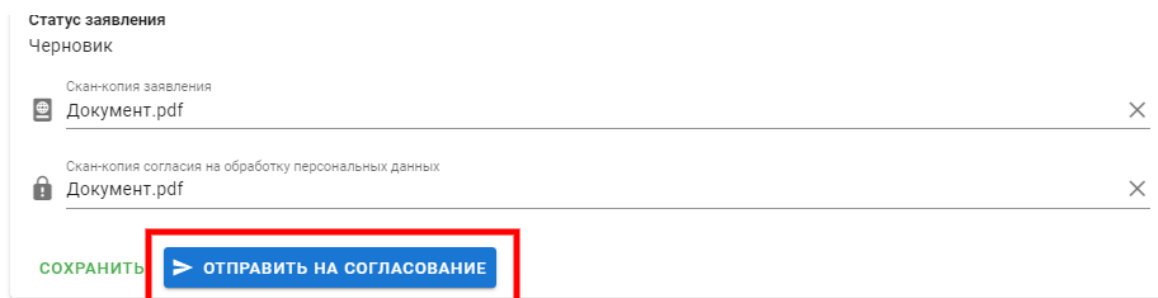 Статус заявления
Черновик
Скан-копия заявления
Документ.pdf
Скан-копия согласия на обработку персональных данных
Документ.pdf
СОХРАНИТЬ ОТПРАВИТЬ НА СОГЛАСОВАНИЕ